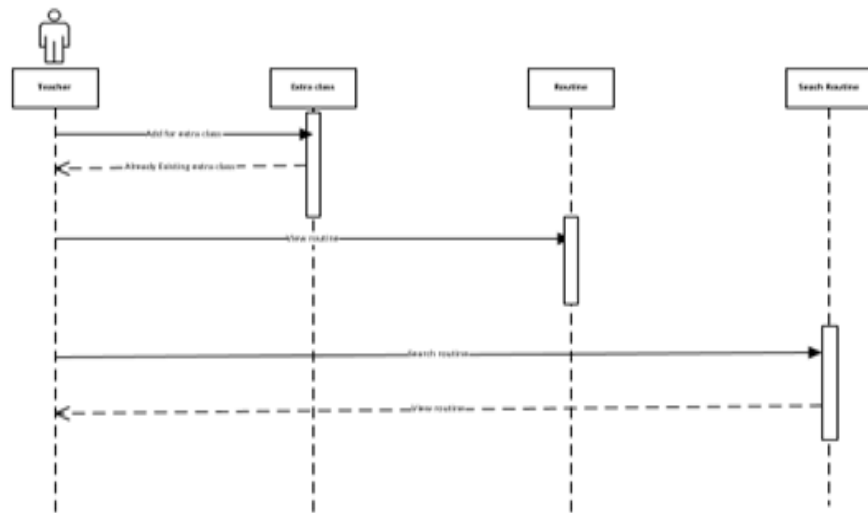 Teacher
Extra class
Routine
Seach Routine
Add for extra class
Already Existing extra class
View routine
Search routine
View routine